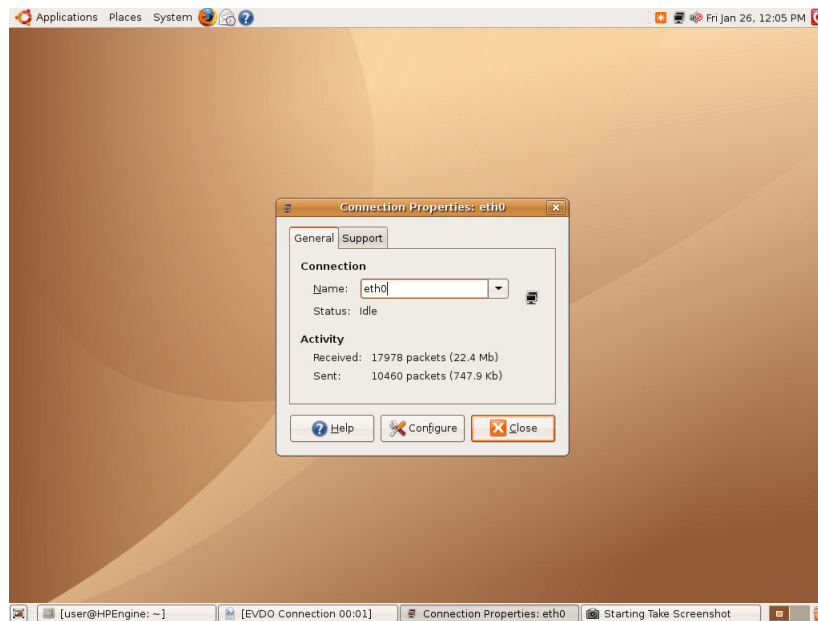 Applications Places System Fri Jan 26, 12:05 PM
Connection Properties: eth0
General Support
Connection
Name: eth0
Status: Idle
Activity
Received: 17978 packets (22.4 Mb)
Sent: 10460 packets (747.9 Kb)
Help Configure Close
[user@HPEngine: ~] [EVDO Connection 00:01] Connection Properties: eth0 Starting Take Screenshot